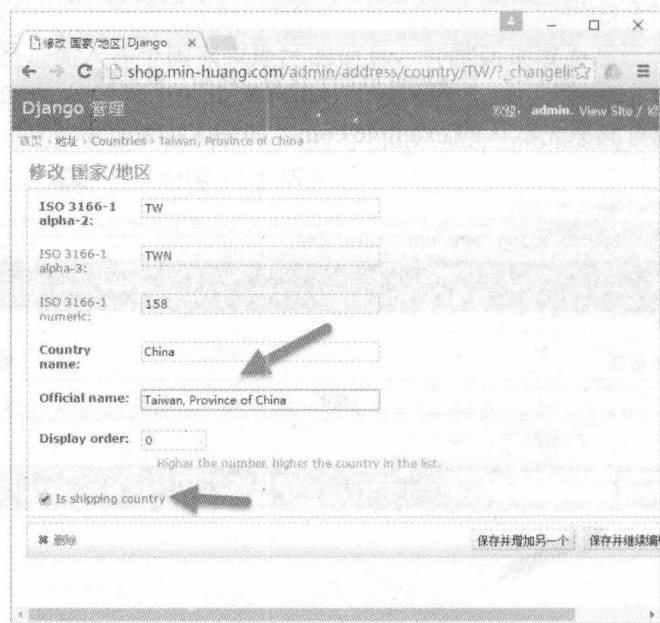 修改 国家/地区 | Django
shop.min-huang.com/admin/address/country/TW/?_changelis
Django 管理
欢迎，admin. View Site /
首页 › 地址 › Countries › Taiwan, Province of China
修改 国家/地区
ISO 3166-1 alpha-2: TW
ISO 3166-1 alpha-3: TWN
ISO 3166-1 numeric: 158
Country name: China
Official name: Taiwan, Province of China
Display order: 0
Higher the number, higher the country in the list.
Is shipping country
删除
保存并增加另一个
保存并继续编辑